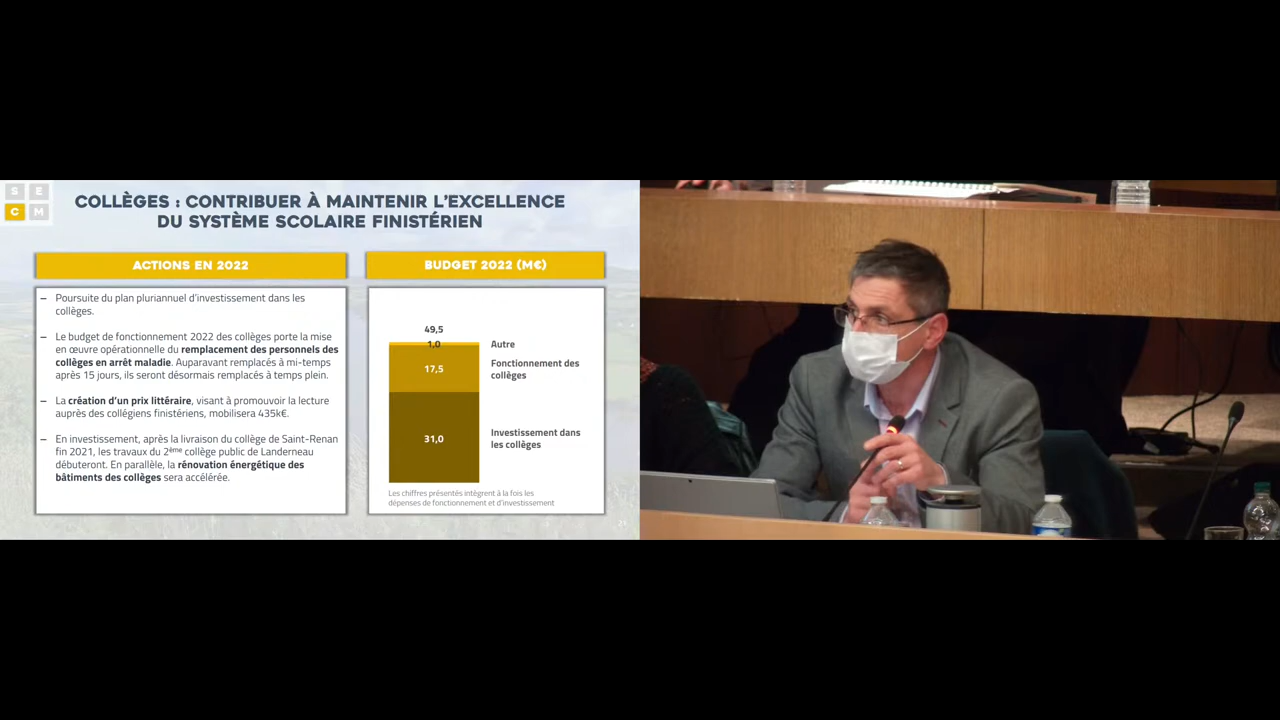 S E
C M
COLLÈGES : CONTRIBUER À MAINTENIR L'EXCELLENCE
DU SYSTÈME SCOLAIRE FINISTÉRIEN
ACTIONS EN 2022
– Poursuite du plan pluriannuel d'investissement dans les
collèges.
– Le budget de fonctionnement 2022 des collèges porte la mise
en œuvre opérationnelle du remplacement des personnels des
collèges en arrêt maladie. Auparavant remplacés à mi-temps
après 15 jours, ils seront désormais remplacés à temps plein.
– La création d'un prix littéraire, visant à promouvoir la lecture
auprès des collégiens finistériens, mobilisera 435k€.
– En investissement, après la livraison du collège de Saint-Renan
fin 2021, les travaux du 2ème collège public de Landerneau
débuteront. En parallèle, la rénovation énergétique des
bâtiments des collèges sera accélérée.
BUDGET 2022 (M€)
49,5
1,0 Autre
17,5 Fonctionnement des
collèges
31,0 Investissement dans
les collèges
Les chiffres présentés intègrent à la fois les
dépenses de fonctionnement et d'investissement